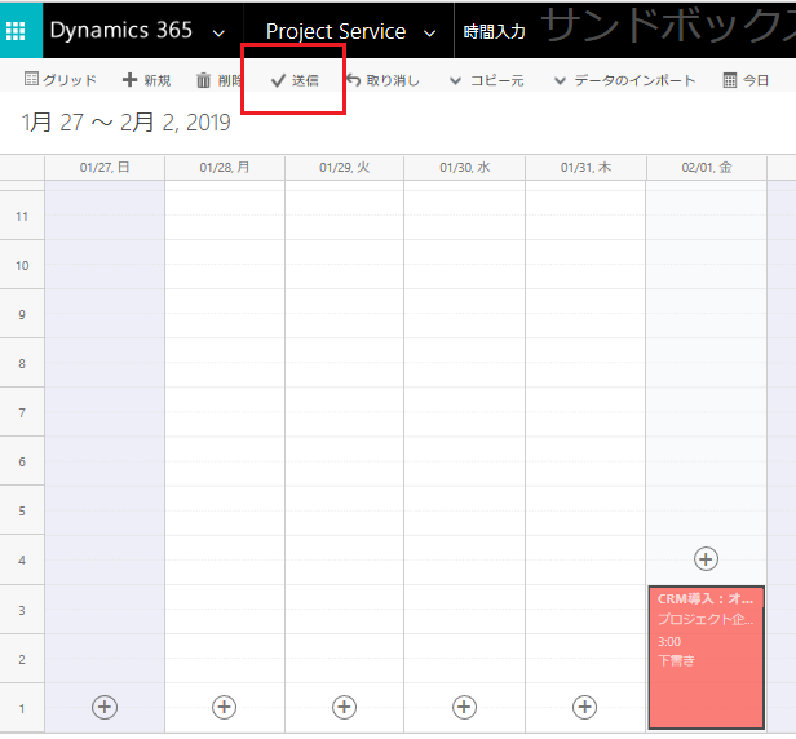 Dynamics 365 Project Service 時間入力 サンドボックス
グリッド 新規 削除 送信 取り消し コピー元 データのインポート 今日
1月 27 ～ 2月 2, 2019
01/27, 日 01/28, 月 01/29, 火 01/30, 水 01/31, 木 02/01, 金
11
10
9
8
7
6
5
4
3
2
1
CRM導入：オ...
プロジェクト企...
3:00
下書き